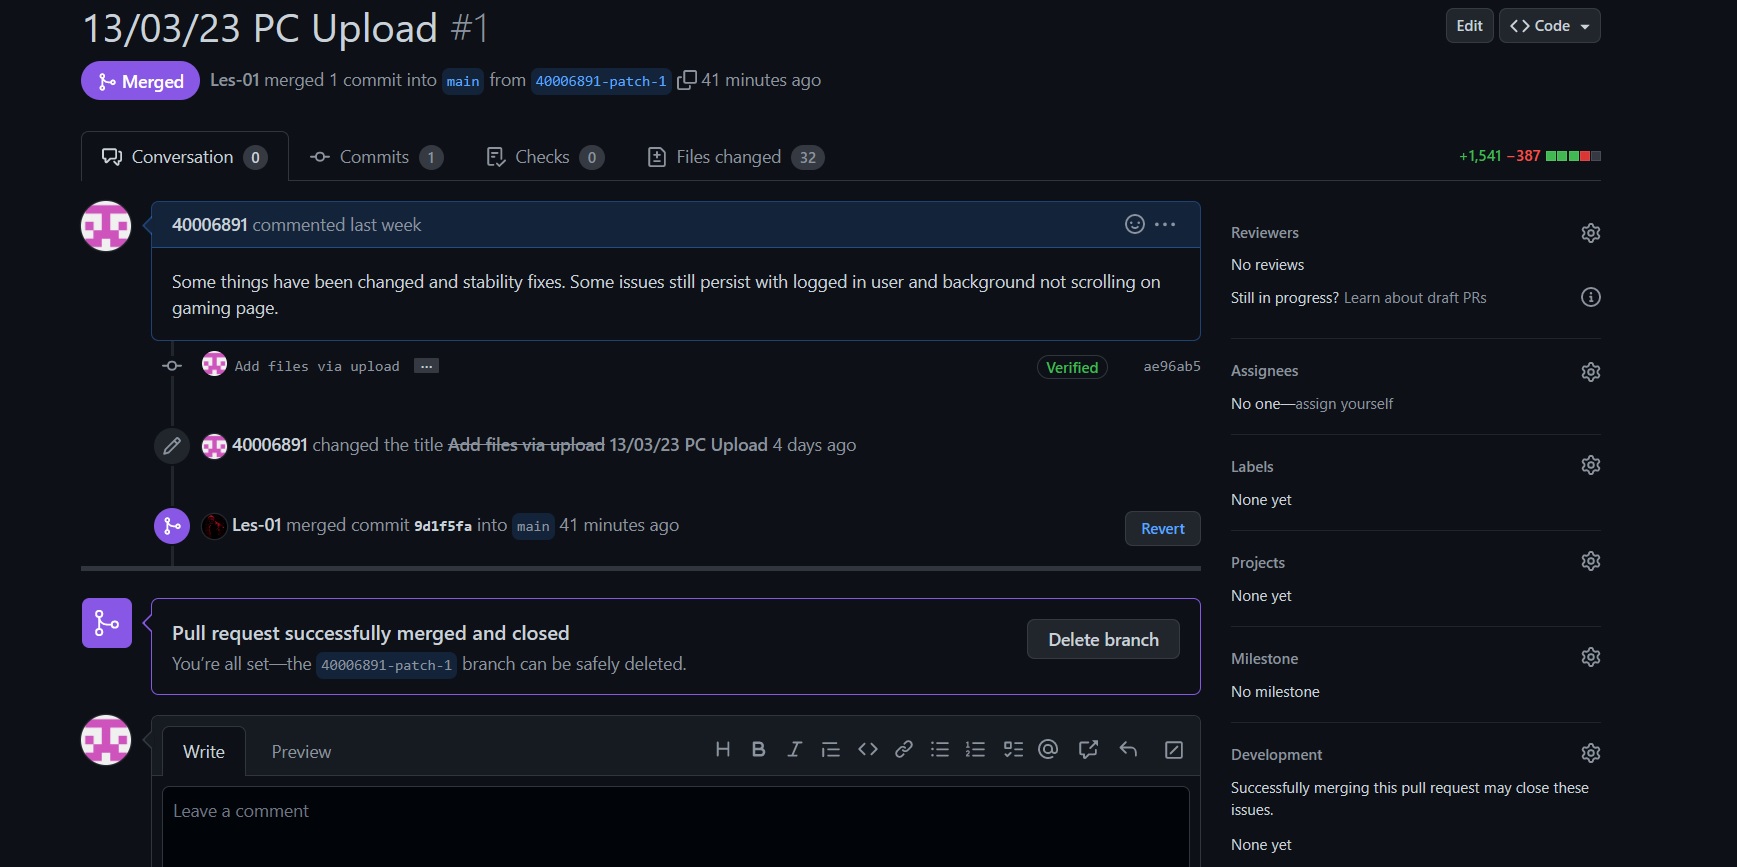 13/03/23 PC Upload #1
Edit
Code
Merged
Les-01 merged 1 commit into main from 40006891-patch-1 41 minutes ago
Conversation 0
Commits 1
Checks 0
Files changed 32
+1,541 −387
40006891 commented last week
Some things have been changed and stability fixes. Some issues still persist with logged in user and background not scrolling on
gaming page.
Add files via upload ...
Verified
ae96ab5
40006891 changed the title Add files via upload 13/03/23 PC Upload 4 days ago
Les-01 merged commit 9d1f5fa into main 41 minutes ago
Revert
Pull request successfully merged and closed
You're all set—the 40006891-patch-1 branch can be safely deleted.
Delete branch
Write
Preview
Leave a comment
Reviewers
No reviews
Still in progress? Learn about draft PRs
Assignees
No one—assign yourself
Labels
None yet
Projects
None yet
Milestone
No milestone
Development
Successfully merging this pull request may close these
issues.
None yet